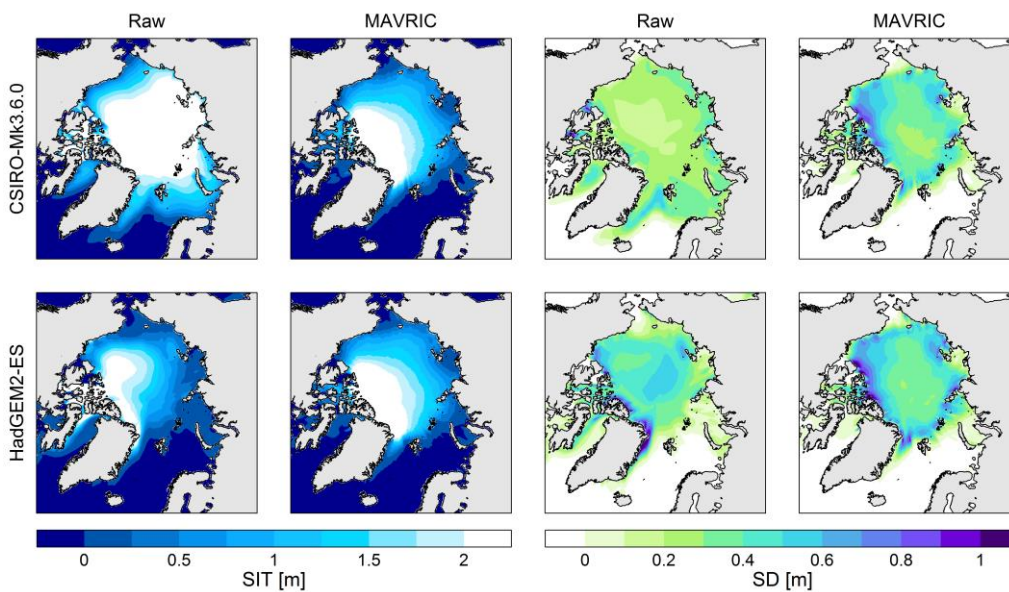 Raw MAVRIC Raw MAVRIC
CSIRO-Mk3.6.0
HadGEM2-ES
0 0.5 1 1.5 2 0 0.2 0.4 0.6 0.8 1
SIT [m] SD [m]